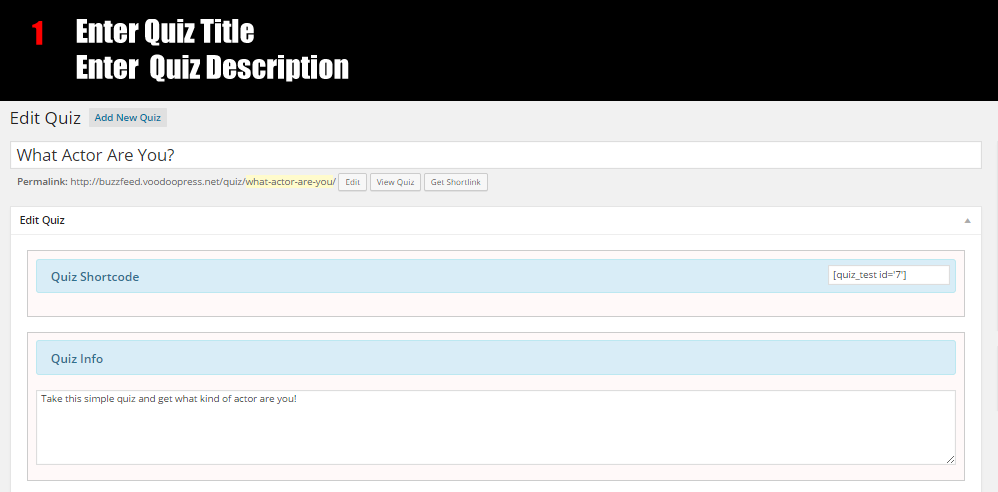 1 Enter Quiz Title
Enter Quiz Description
Edit Quiz Add New Quiz
What Actor Are You?
Permalink: http://buzzfeed.voodoopress.net/quiz/what-actor-are-you/ Edit View Quiz Get Shortlink
Edit Quiz
Quiz Shortcode [quiz_test id='7']
Quiz Info
Take this simple quiz and get what kind of actor are you!